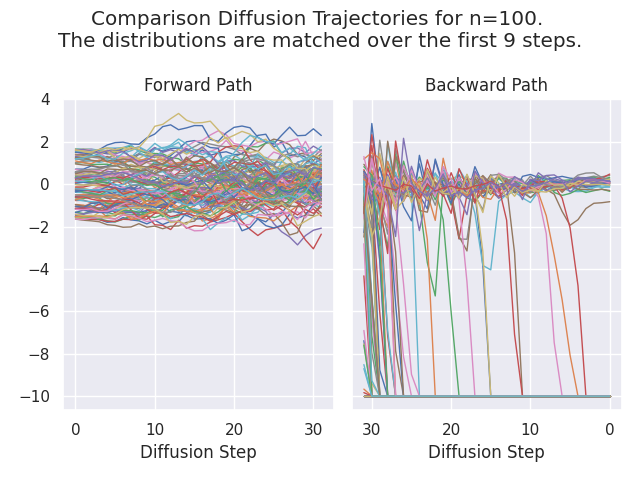 Comparison Diffusion Trajectories for n=100.
The distributions are matched over the first 9 steps.
Forward Path
Backward Path
4
2
0
−2
−4
−6
−8
−10
0 10 20 30
30 20 10 0
Diffusion Step
Diffusion Step